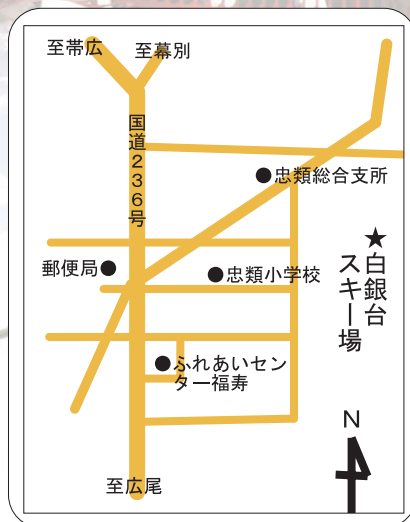 至帯広
至幕別
国道236号
忠類総合支所
★白銀台
スキー場
郵便局
忠類小学校
ふれあいセン
ター福寿
N
至広尾